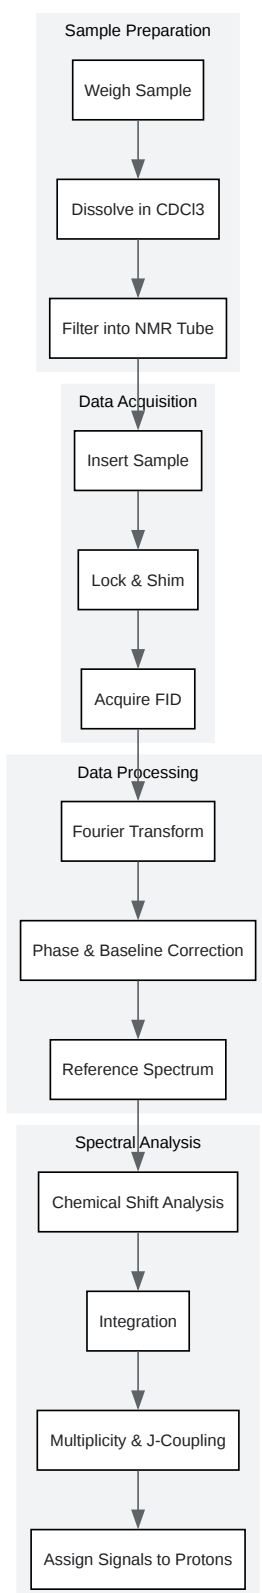 Sample Preparation
Weigh Sample
Dissolve in CDCl3
Filter into NMR Tube
Data Acquisition
Insert Sample
Lock & Shim
Acquire FID
Data Processing
Fourier Transform
Phase & Baseline Correction
Reference Spectrum
Spectral Analysis
Chemical Shift Analysis
Integration
Multiplicity & J-Coupling
Assign Signals to Protons